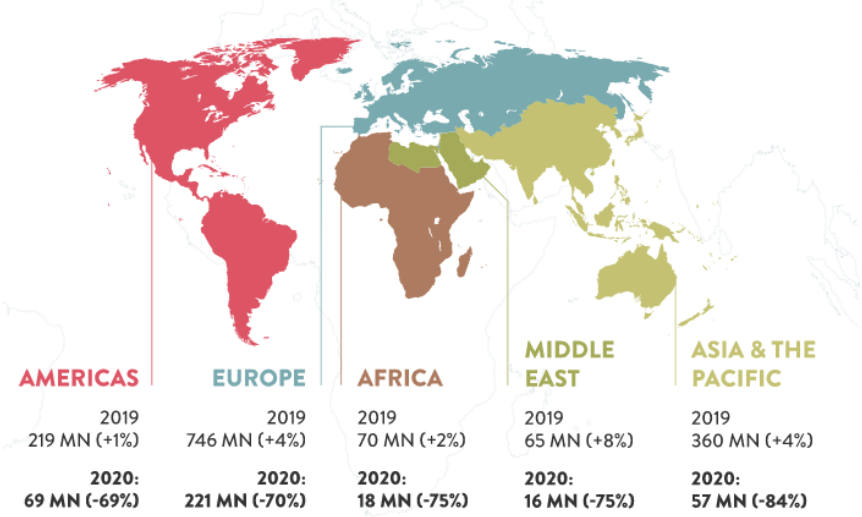 AMERICAS
2019
219 MN (+1%)
2020:
69 MN (-69%)
EUROPE
2019
746 MN (+4%)
2020:
221 MN (-70%)
AFRICA
2019
70 MN (+2%)
2020:
18 MN (-75%)
MIDDLE
EAST
2019
65 MN (+8%)
2020:
16 MN (-75%)
ASIA & THE
PACIFIC
2019
360 MN (+4%)
2020:
57 MN (-84%)